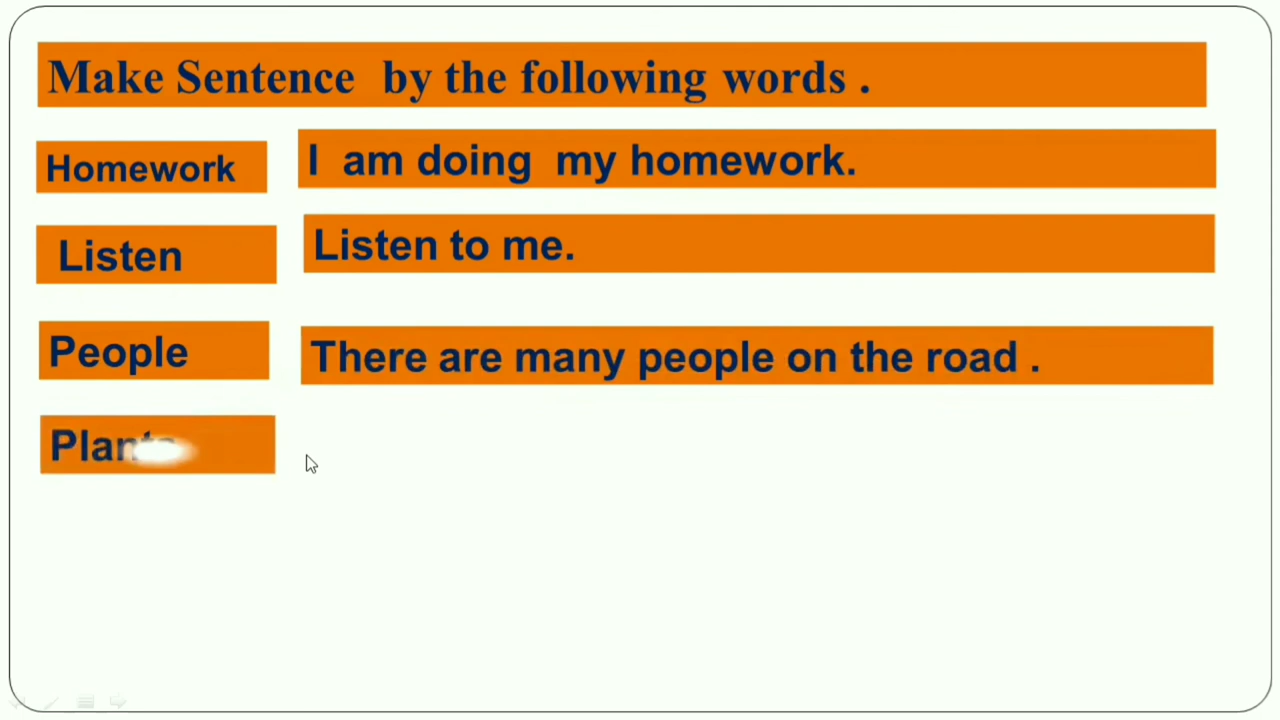 Make Sentence by the following words .
Homework
I am doing my homework.
Listen
Listen to me.
People
There are many people on the road .
Plants